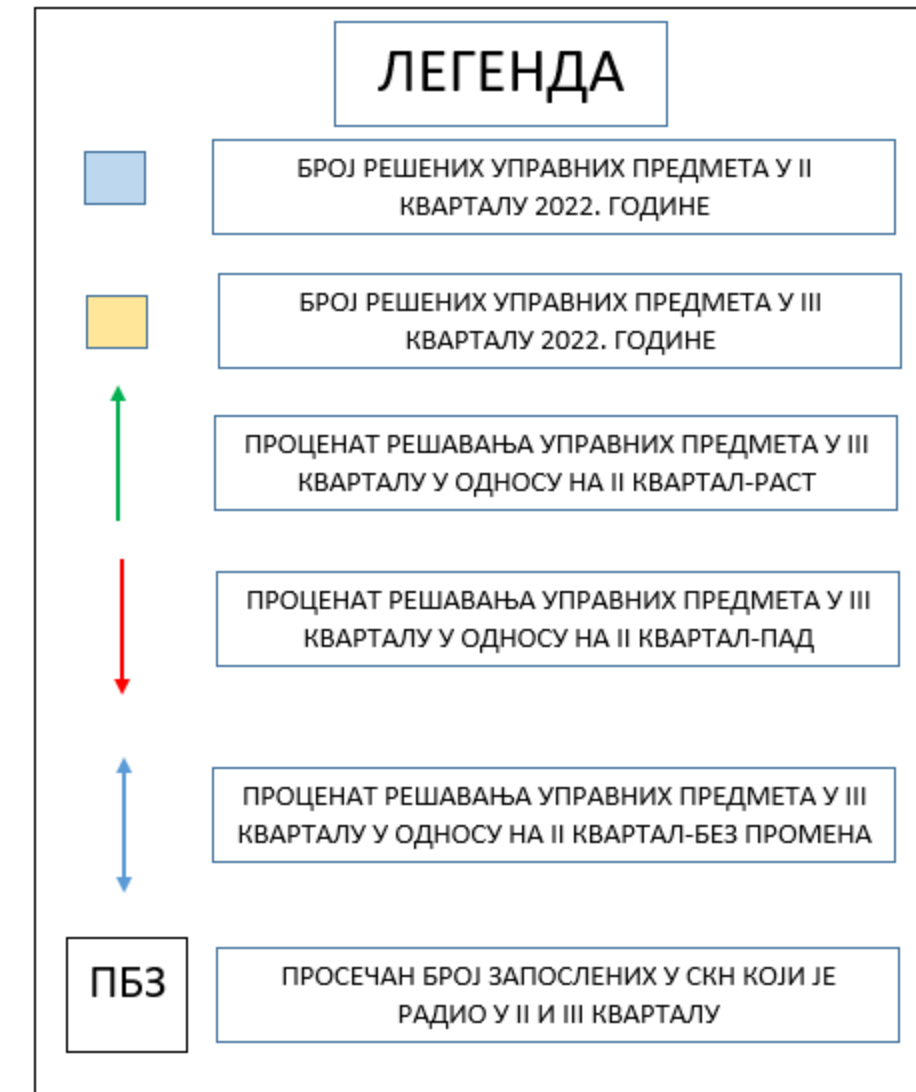 ЛЕГЕНДА
БРОЈ РЕШЕНИХ УПРАВНИХ ПРЕДМЕТА У II
КВАРТАЛУ 2022. ГОДИНЕ
БРОЈ РЕШЕНИХ УПРАВНИХ ПРЕДМЕТА У III
КВАРТАЛУ 2022. ГОДИНЕ
ПРОЦЕНАТ РЕШАВАЊА УПРАВНИХ ПРЕДМЕТА У III
КВАРТАЛУ У ОДНОСУ НА II КВАРТАЛ-РАСТ
ПРОЦЕНАТ РЕШАВАЊА УПРАВНИХ ПРЕДМЕТА У III
КВАРТАЛУ У ОДНОСУ НА II КВАРТАЛ-ПАД
ПРОЦЕНАТ РЕШАВАЊА УПРАВНИХ ПРЕДМЕТА У III
КВАРТАЛУ У ОДНОСУ НА II КВАРТАЛ-БЕЗ ПРОМЕНА
ПБЗ
ПРОСЕЧАН БРОЈ ЗАПОСЛЕНИХ У СКН КОЈИ ЈЕ
РАДИО У II И III КВАРТАЛУ